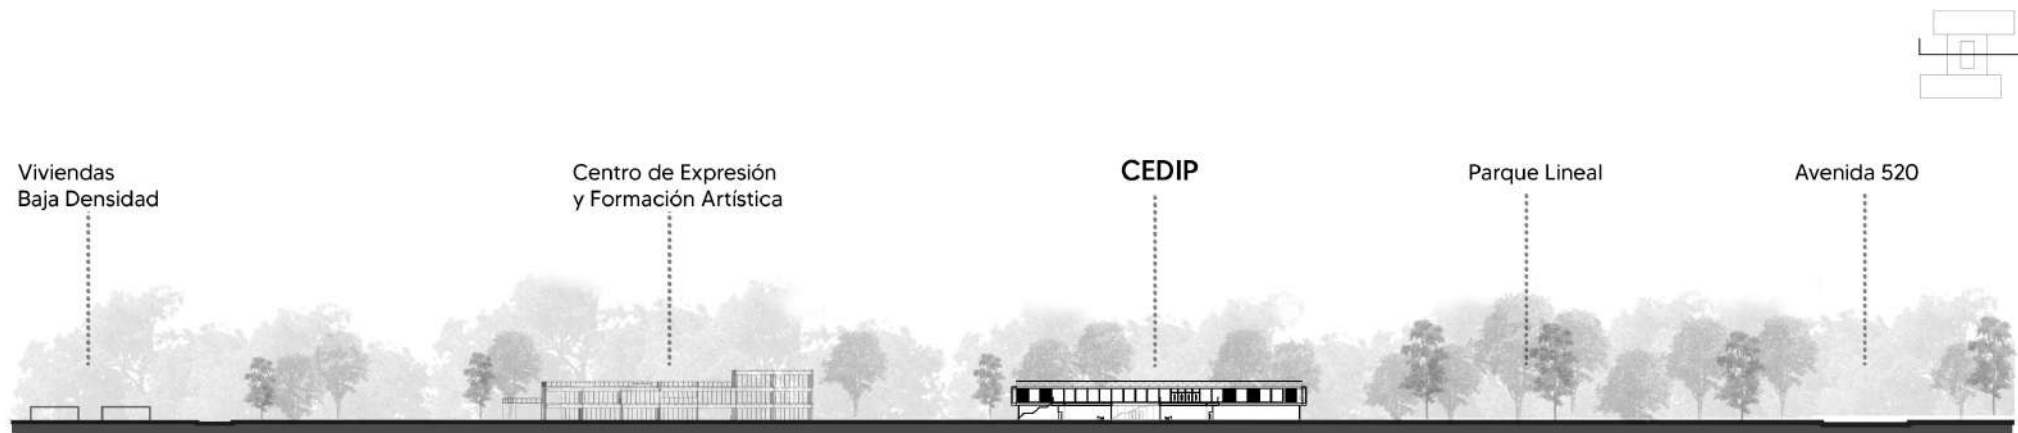 Viviendas
Baja Densidad
Centro de Expresión
y Formación Artística
CEDIP
Parque Lineal
Avenida 520